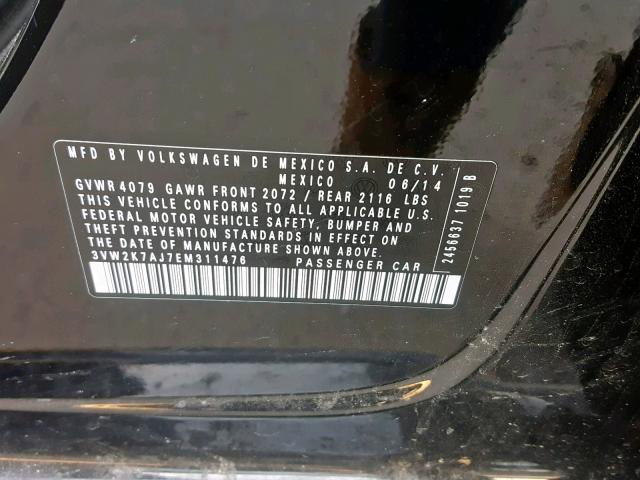 MFD BY VOLKSWAGEN DE MEXICO S.A. DE C.V.
MEXICO 06/14
GVWR 4079 GAWR FRONT 2072 / REAR 2116 LBS
THIS VEHICLE CONFORMS TO ALL APPLICABLE U.S.
FEDERAL MOTOR VEHICLE SAFETY, BUMPER AND
THEFT PREVENTION STANDARDS IN EFFECT ON
THE DATE OF MANUFACTURE SHOWN ABOVE.
3VW2K7AJ7EM311476 PASSENGER CAR
2456637 1019 B